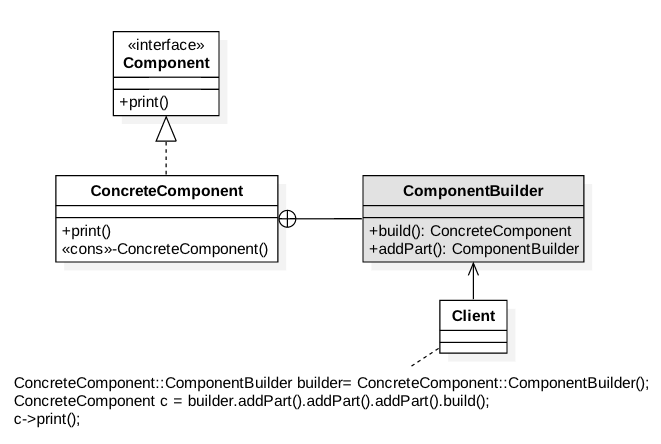 «interface»
Component
+print()
ConcreteComponent
+print()
«cons»-ConcreteComponent()
ComponentBuilder
+build(): ConcreteComponent
+addPart(): ComponentBuilder
Client
ConcreteComponent::ComponentBuilder builder= ConcreteComponent::ComponentBuilder();
ConcreteComponent c = builder.addPart().addPart().addPart().build();
c->print();